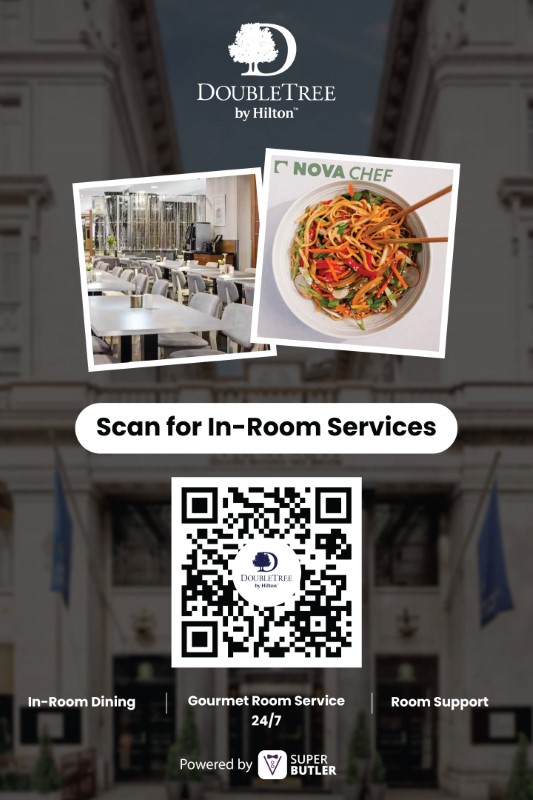 DOUBLETREE
by Hilton™
NOVA CHEF
Scan for In-Room Services
DOUBLETREE
by Hilton™
In-Room Dining
Gourmet Room Service
24/7
Room Support
Powered by SUPER
BUTLER